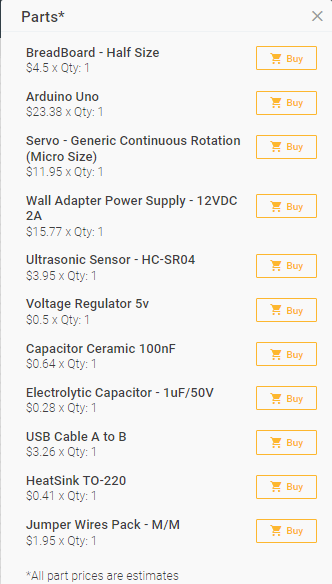 Parts*
BreadBoard - Half Size
$4.5 x Qty: 1
Buy
Arduino Uno
$23.38 x Qty: 1
Buy
Servo - Generic Continuous Rotation
(Micro Size)
$11.95 x Qty: 1
Buy
Wall Adapter Power Supply - 12VDC
2A
$15.77 x Qty: 1
Buy
Ultrasonic Sensor - HC-SR04
$3.95 x Qty: 1
Buy
Voltage Regulator 5v
$0.5 x Qty: 1
Buy
Capacitor Ceramic 100nF
$0.64 x Qty: 1
Buy
Electrolytic Capacitor - 1uF/50V
$0.28 x Qty: 1
Buy
USB Cable A to B
$3.26 x Qty: 1
Buy
HeatSink TO-220
$0.41 x Qty: 1
Buy
Jumper Wires Pack - M/M
$1.95 x Qty: 1
Buy
*All part prices are estimates